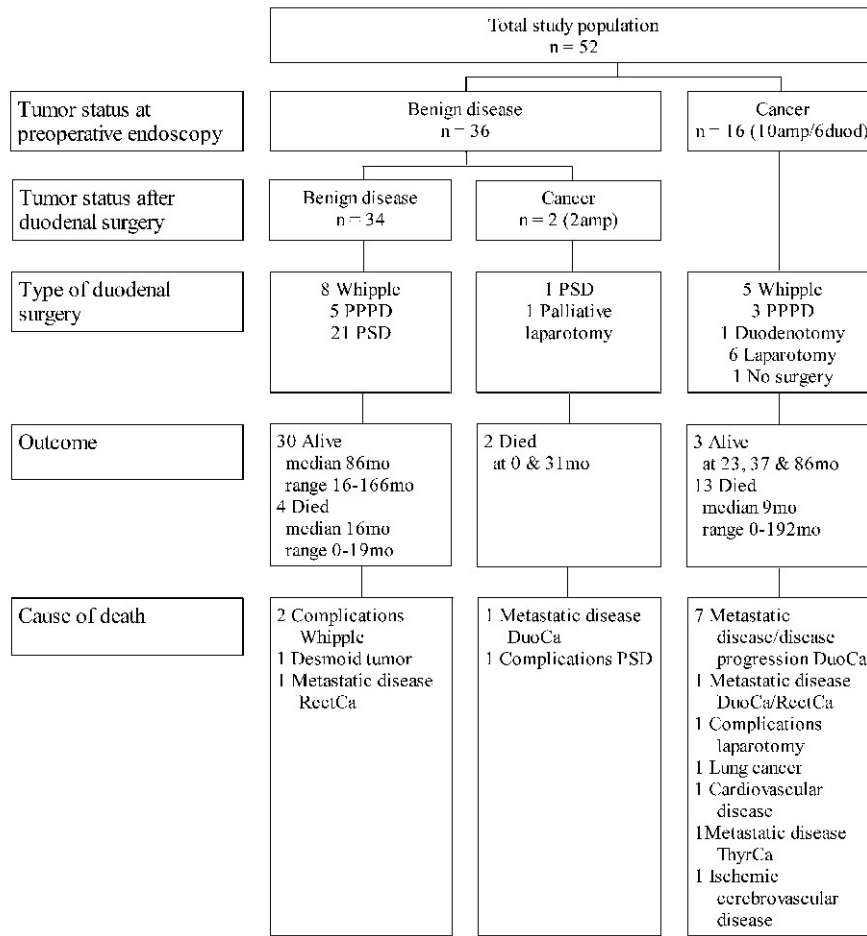 Total study population
n = 52
Tumor status at
preoperative endoscopy
Benign disease
n = 36
Cancer
n = 16 (10amp/6duod)
Tumor status after
duodenal surgery
Benign disease
n = 34
Cancer
n = 2 (2amp)
Type of duodenal
surgery
8 Whipple
5 PPPD
21 PSD
1 PSD
1 Palliative
laparotomy
5 Whipple
3 PPPD
1 Duodenotomy
6 Laparotomy
1 No surgery
Outcome
30 Alive
median 86mo
range 16-166mo
4 Died
median 16mo
range 0-19mo
2 Died
at 0 & 31mo
3 Alive
at 23, 37 & 86mo
13 Died
median 9mo
range 0-192mo
Cause of death
2 Complications
Whipple
1 Desmoid tumor
1 Metastatic disease
RectCa
1 Metastatic disease
DuoCa
1 Complications PSD
7 Metastatic
disease/disease
progression DuoCa
1 Metastatic disease
DuoCa/RectCa
1 Complications
laparotomy
1 Lung cancer
1 Cardiovascular
disease
1Metastatic disease
ThyrCa
1 Ischemic
cerebrovascular
disease